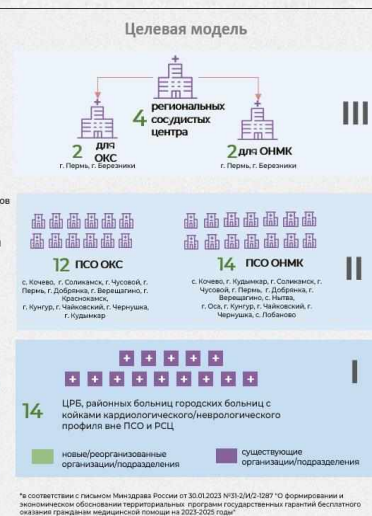 Целевая модель
4 региональных
сосудистых
центра
III
2 для
ОКС
г. Пермь, г. Березники
2 для ОНМК
г. Пермь, г. Березники
ов
12 ПСО ОКС
с. Кочево, г. Соликамск, г. Чусовой, г.
Пермь, г. Добрянка, г. Верещагино, г.
Краснокамск,
г. Кунгур, г. Чайковский, г. Чернушка,
г. Кудымкар
14 ПСО ОНМК
с. Кочево, г. Кудымкар, г. Соликамск, г.
Чусовой, г. Пермь, г. Добрянка, г.
Верещагино, с. Нытва,
г. Оса, г. Кунгур, г. Чайковский, г.
Чернушка, с. Лобаново
II
I
14 ЦРБ, районных больниц городских больниц с
койками кардиологического/неврологического
профиля вне ПСО и РСЦ
новые/реорганизованные
организации/подразделения
существующие
организации/подразделения
"в соответствии с письмом Минздрава России от 30.01.2023 №31-2/И/2-1287 "О формировании и
экономическом обосновании территориальных программ государственных гарантий бесплатного
оказания гражданам медицинской помощи на 2023-2025 годы"